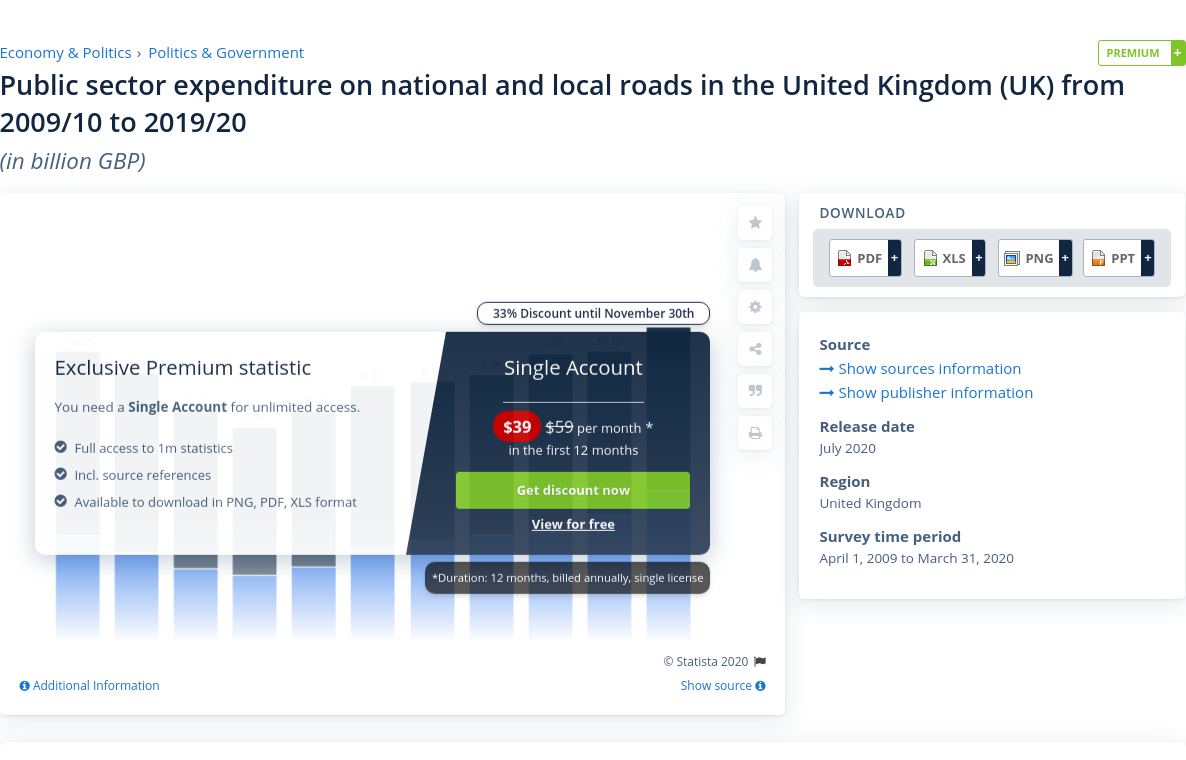 Economy & Politics › Politics & Government
PREMIUM +
Public sector expenditure on national and local roads in the United Kingdom (UK) from
2009/10 to 2019/20
(in billion GBP)
DOWNLOAD
PDF + XLS + PNG + PPT +
33% Discount until November 30th
Exclusive Premium statistic
You need a Single Account for unlimited access.
Full access to 1m statistics
Incl. source references
Available to download in PNG, PDF, XLS format
Single Account
$39 $59 per month *
in the first 12 months
Get discount now
View for free
*Duration: 12 months, billed annually, single license
© Statista 2020
Additional Information
Show source
Source
Show sources information
Show publisher information
Release date
July 2020
Region
United Kingdom
Survey time period
April 1, 2009 to March 31, 2020